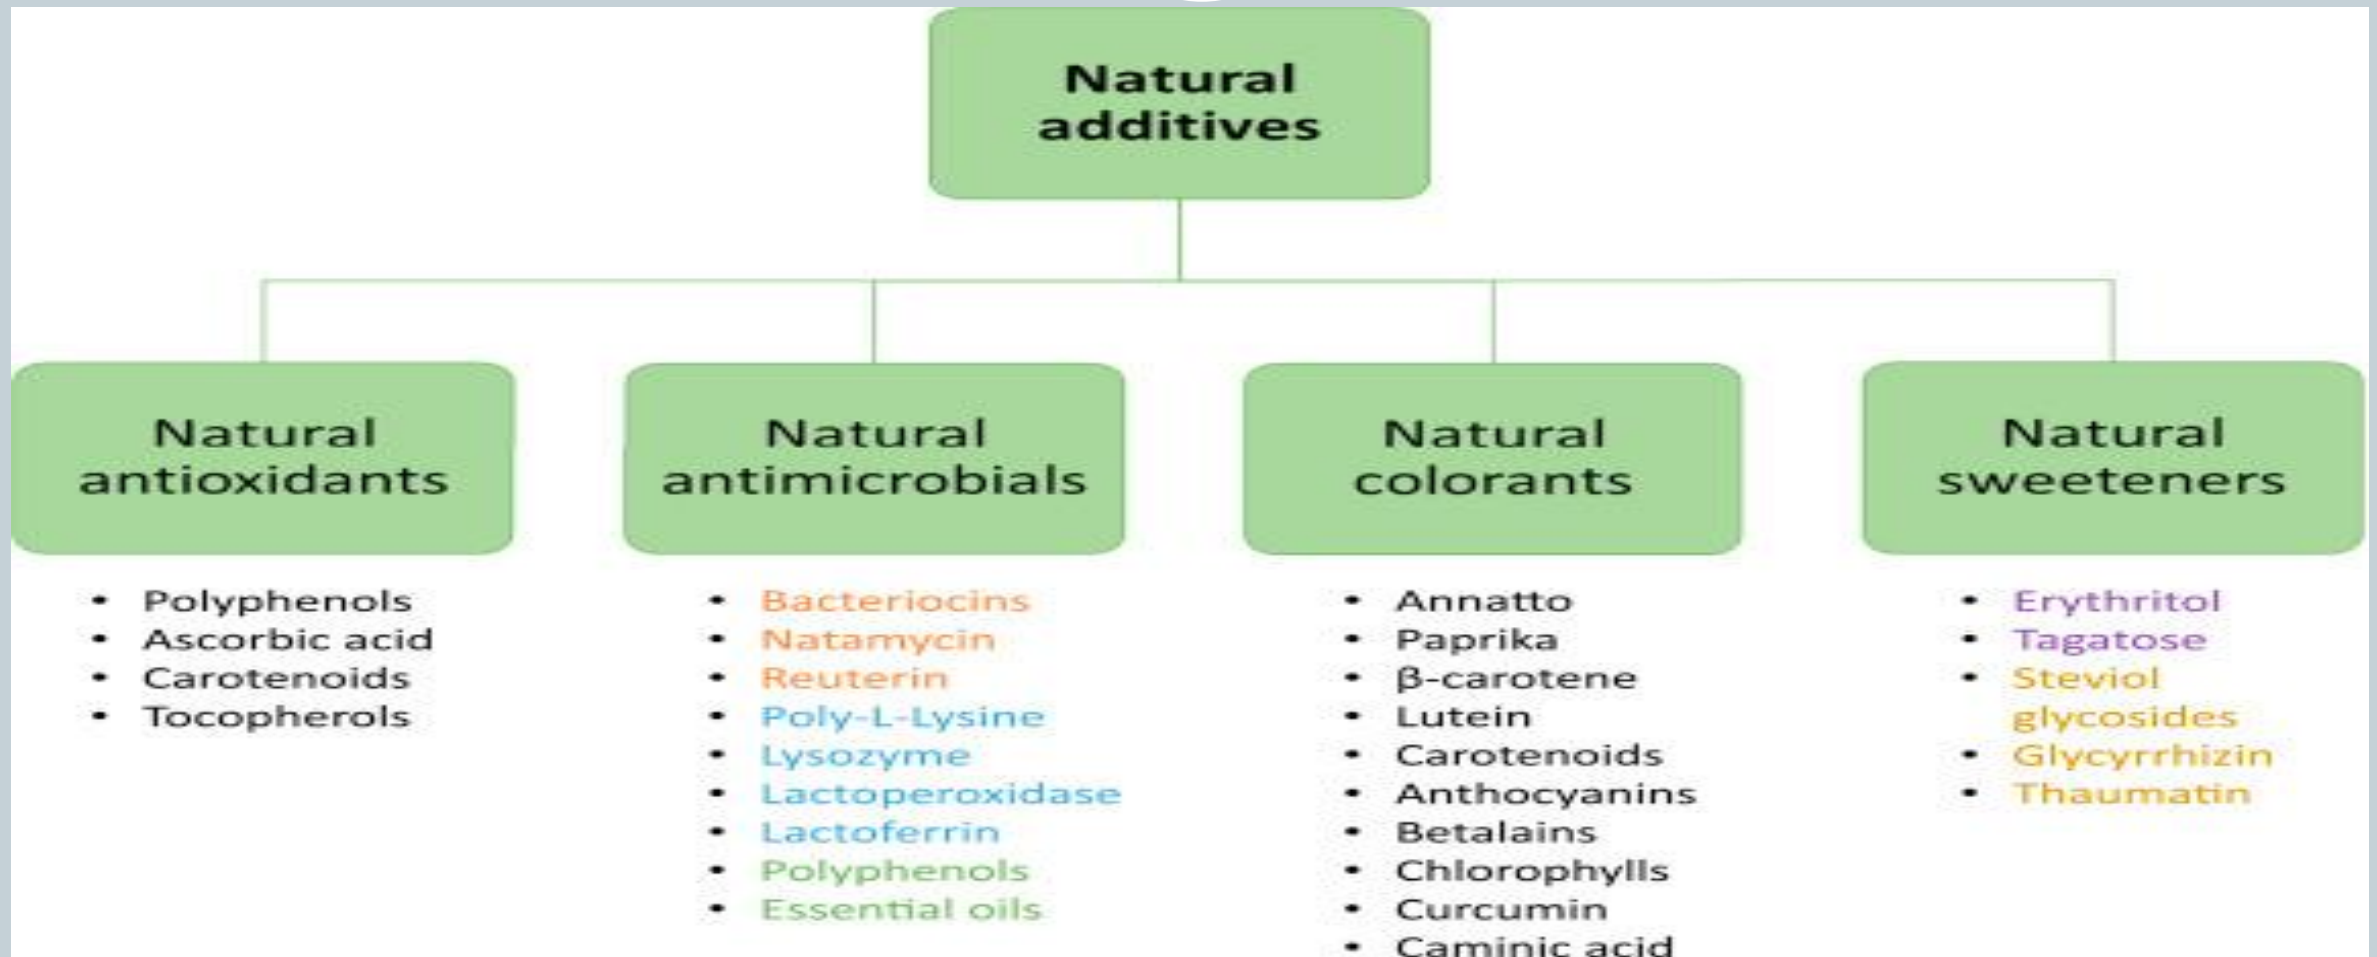 Natural
additives
Natural
antioxidants
• Polyphenols
• Ascorbic acid
• Carotenoids
• Tocopherols
Natural
antimicrobials
• Bacteriocins
• Natamycin
• Reuterin
• Poly-L-Lysine
• Lysozyme
• Lactoperoxidase
• Lactoferrin
• Polyphenols
• Essential oils
Natural
colorants
• Annatto
• Paprika
• β-carotene
• Lutein
• Carotenoids
• Anthocyanins
• Betalains
• Chlorophylls
• Curcumin
• Caminic acid
Natural
sweeteners
• Erythritol
• Tagatose
• Steviol
glycosides
• Glycyrrhizin
• Thaumatin